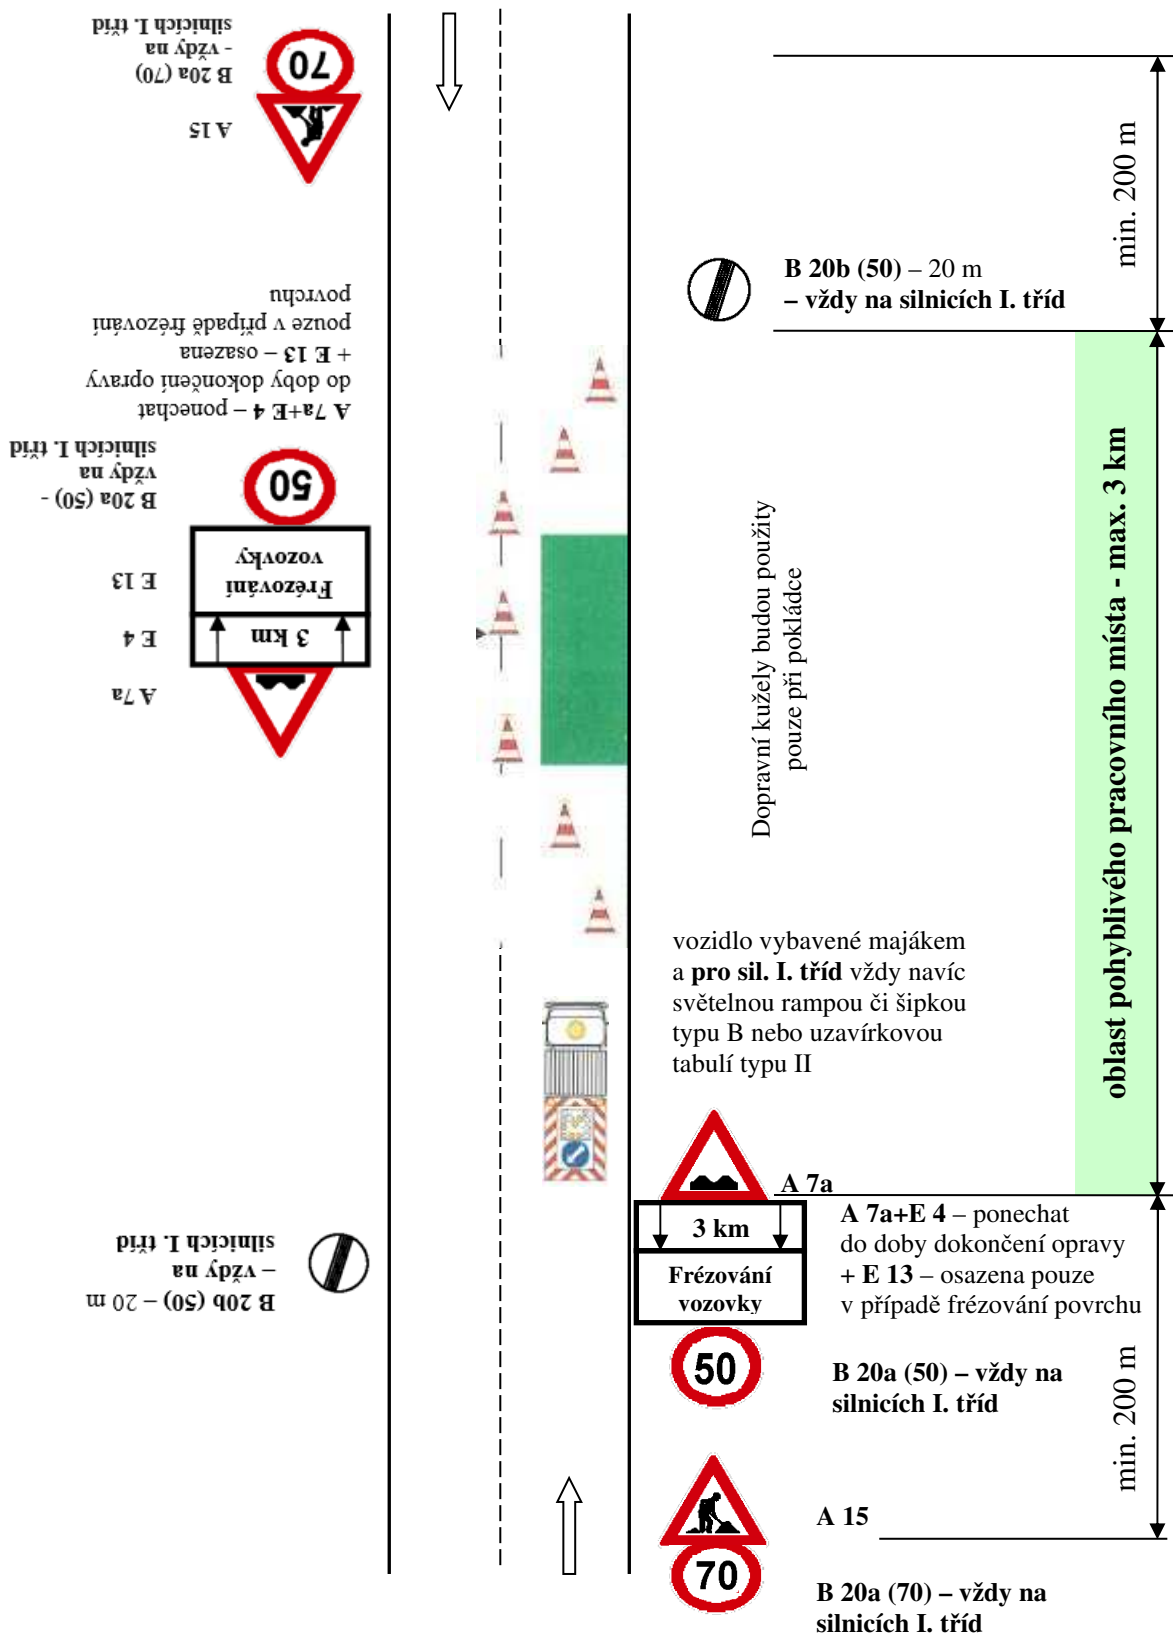 B 20a (70)
- vždy na
silnicích I. tříd
70
A 15
A 7a+E 4 – ponechat
do doby dokončení opravy
+ E 13 – osazena
pouze v případě frézování
povrchu
B 20a (50) -
vždy na
silnicích I. tříd
50
E 13
Frézování
vozovky
E 4
3 km
A 7a
B 20b (50) – 20 m
– vždy na
silnicích I. tříd
min. 200 m
B 20b (50) – 20 m
– vždy na silnicích I. tříd
oblast pohyblivého pracovního místa - max. 3 km
Dopravní kužely budou použity
pouze při pokládce
vozidlo vybavené majákem
a pro sil. I. tříd vždy navíc
světelnou rampou či šipkou
typu B nebo uzavírkovou
tabulí typu II
A 7a
3 km
Frézování
vozovky
A 7a+E 4 – ponechat
do doby dokončení opravy
+ E 13 – osazena pouze
v případě frézování povrchu
50
B 20a (50) – vždy na
silnicích I. tříd
min. 200 m
A 15
70
B 20a (70) – vždy na
silnicích I. tříd